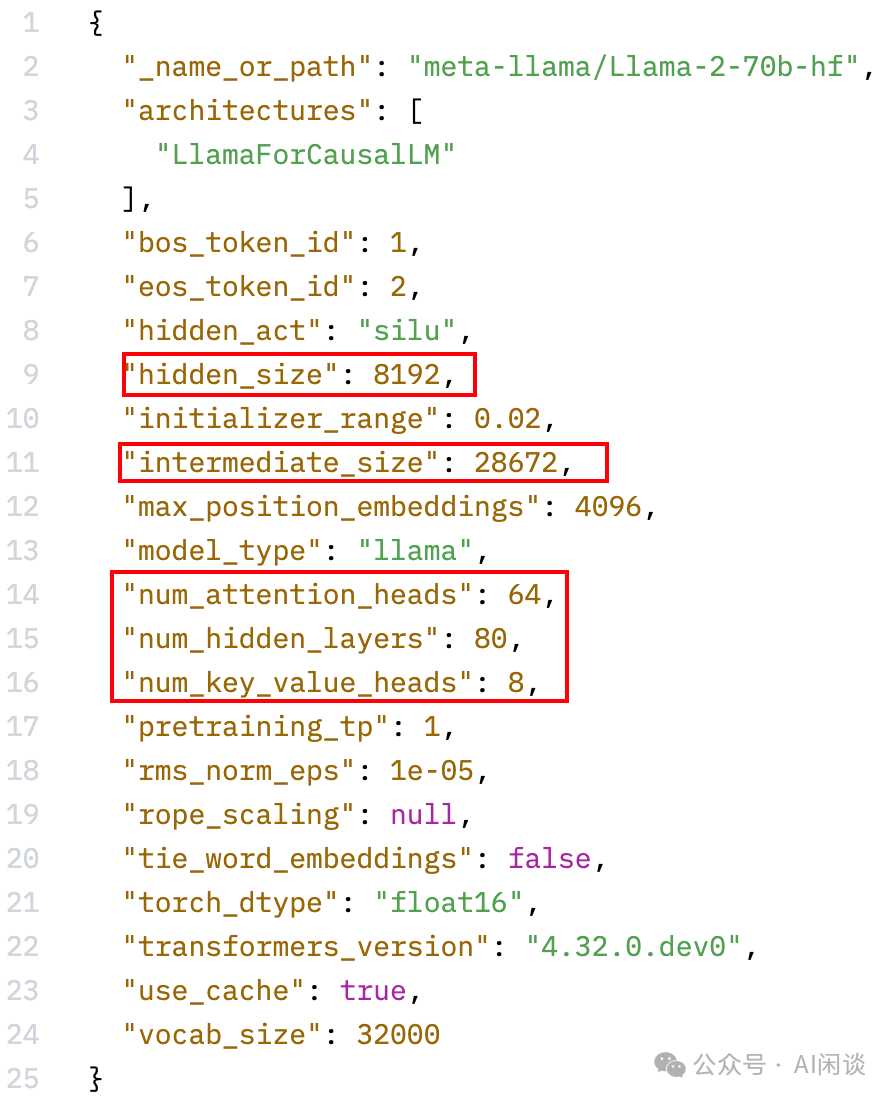 1 {
2 "_name_or_path": "meta-llama/Llama-2-70b-hf",
3 "architectures": [
4 "LlamaForCausalLM"
5 ],
6 "bos_token_id": 1,
7 "eos_token_id": 2,
8 "hidden_act": "silu",
9 "hidden_size": 8192,
10 "initializer_range": 0.02,
11 "intermediate_size": 28672,
12 "max_position_embeddings": 4096,
13 "model_type": "llama",
14 "num_attention_heads": 64,
15 "num_hidden_layers": 80,
16 "num_key_value_heads": 8,
17 "pretraining_tp": 1,
18 "rms_norm_eps": 1e-05,
19 "rope_scaling": null,
20 "tie_word_embeddings": false,
21 "torch_dtype": "float16",
22 "transformers_version": "4.32.0.dev0",
23 "use_cache": true,
24 "vocab_size": 32000
25 }
公众号 · AI闲谈